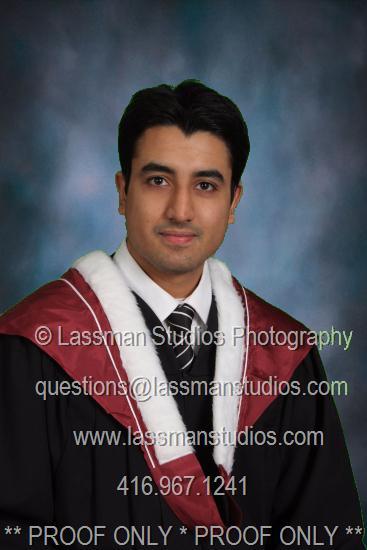 © Lassman Studios Photography
questions@lassmanstudios.com
www.lassmanstudios.com
416.967.1241
** PROOF ONLY * PROOF ONLY **